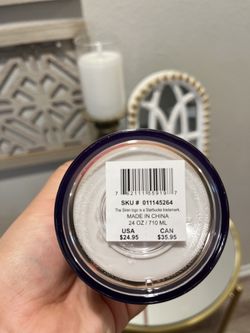 7 62111 55919 7
SKU # 011145264
The Siren logo is a Starbucks trademark.
MADE IN CHINA
24 OZ / 710 ML
USA CAN
$24.95 $35.95